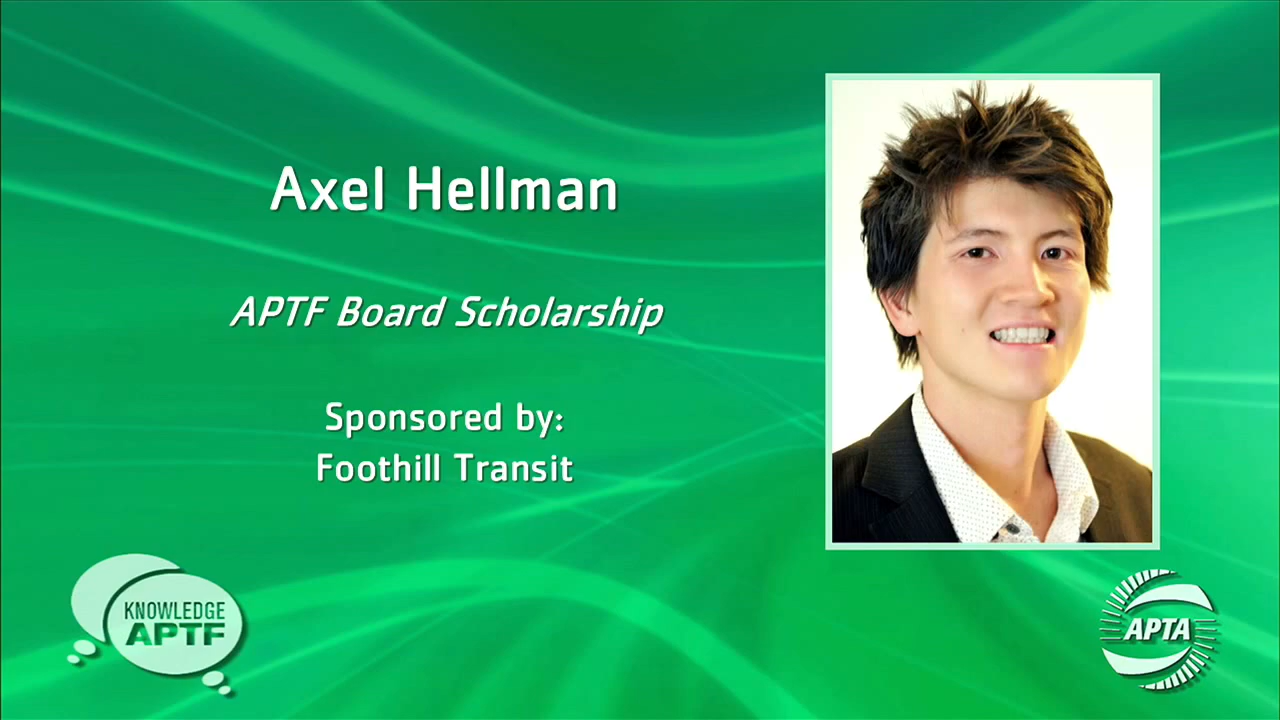 Axel Hellman
APTF Board Scholarship
Sponsored by:
Foothill Transit
KNOWLEDGE
APTF
APTA